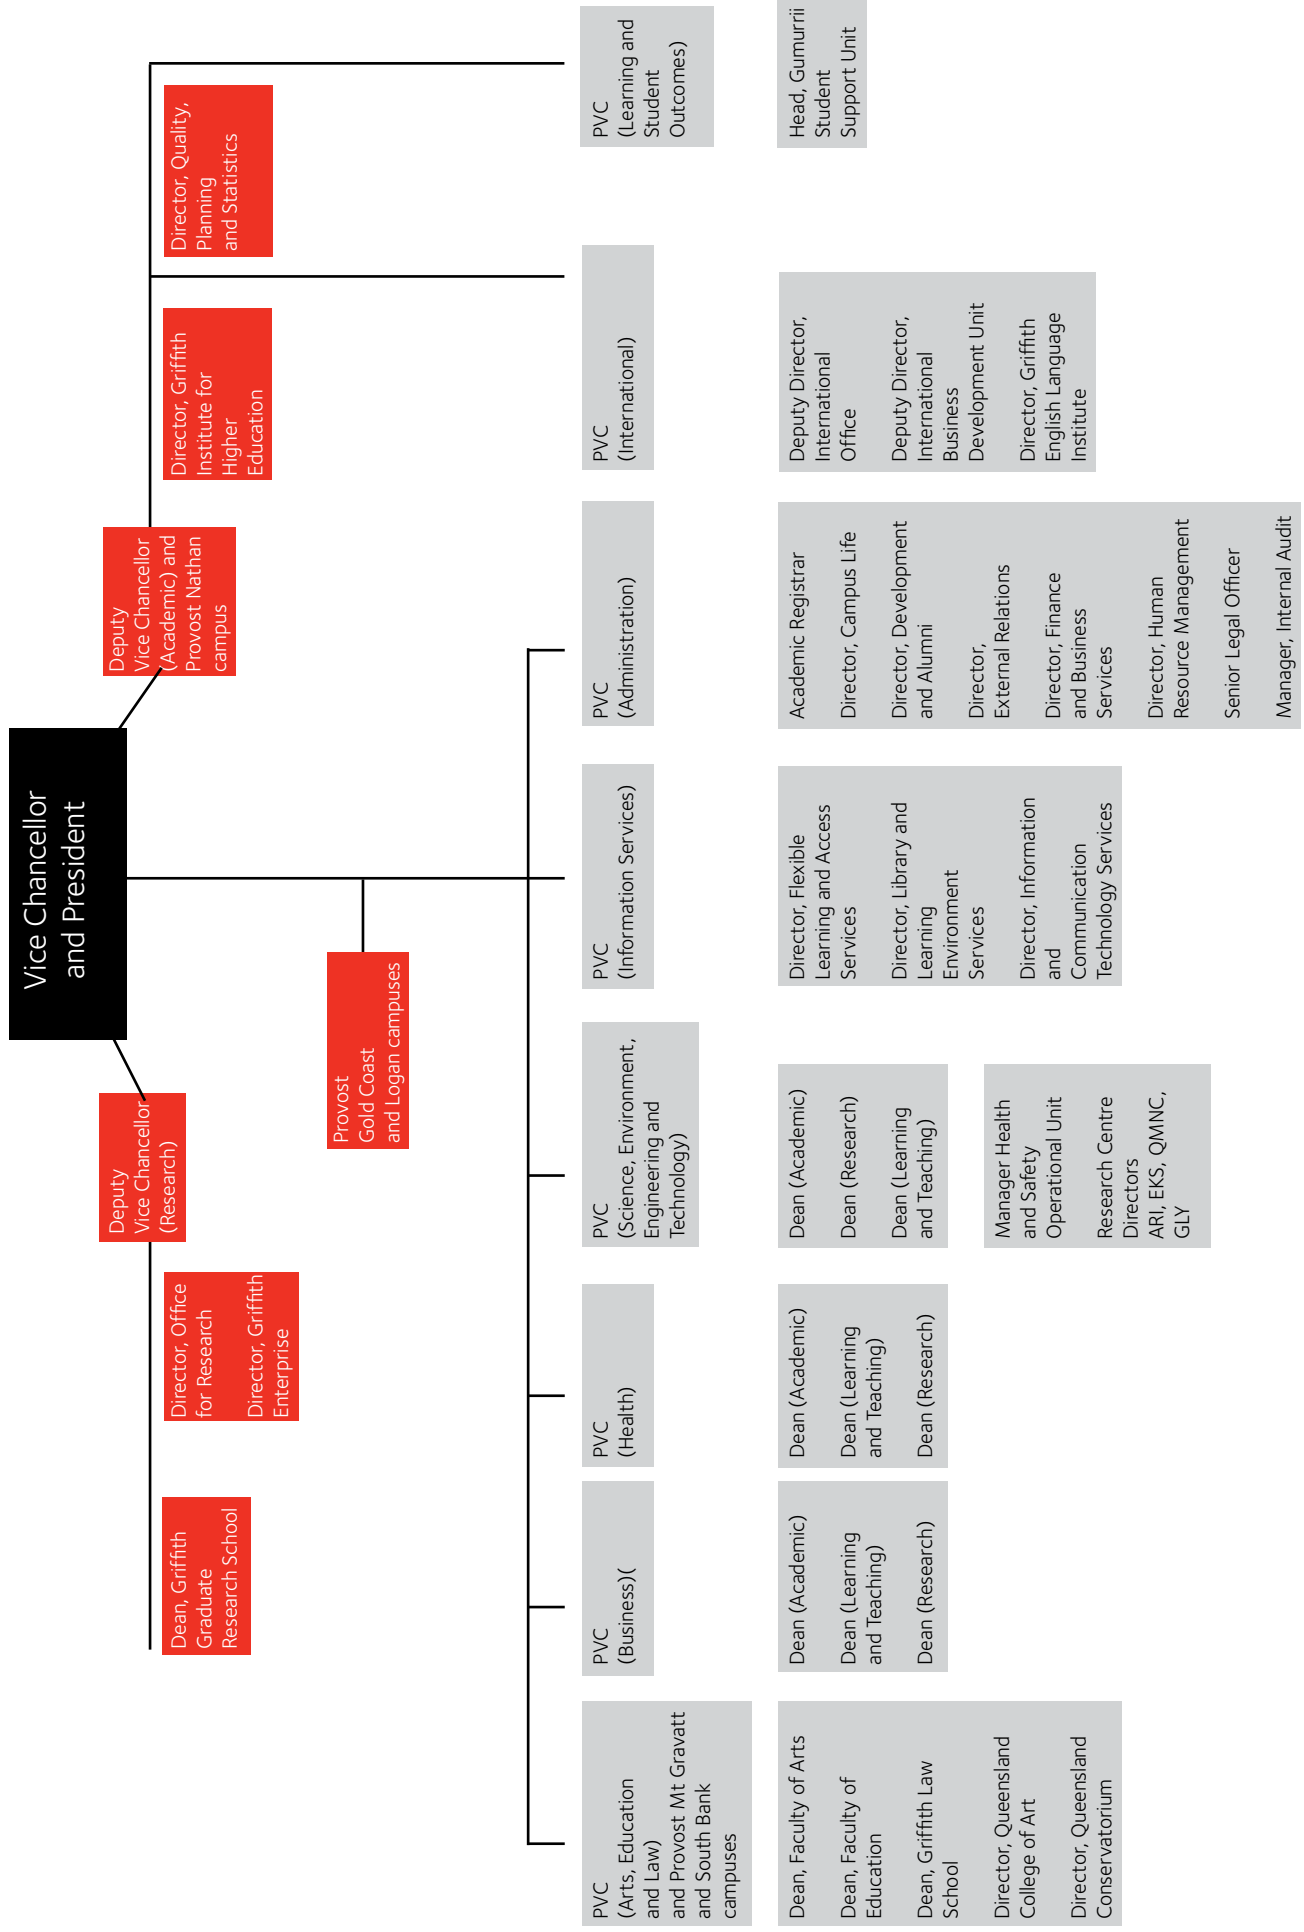 Vice Chancellor
and President
Deputy
Vice Chancellor
(Research)
Deputy
Vice Chancellor
(Academic) and
Provost Nathan
campus
Dean, Griffith
Graduate
Research School
Director, Office
for Research
Director, Griffith
Enterprise
Director, Griffith
Institute for
Higher
Education
Director, Quality,
Planning
and Statistics
Provost
Gold Coast
and Logan campuses
PVC
(Arts, Education
and Law)
and Provost Mt Gravatt
and South Bank
campuses
PVC
(Business)(
PVC
(Health)
PVC
(Science, Environment,
Engineering and
Technology)
PVC
(Information Services)
PVC
(Administration)
PVC
(International)
PVC
(Learning and
Student
Outcomes)
Dean, Faculty of Arts
Dean, Faculty of
Education
Dean, Griffith Law
School
Director, Queensland
College of Art
Director, Queensland
Conservatorium
Dean (Academic)
Dean (Learning
and Teaching)
Dean (Research)
Dean (Academic)
Dean (Learning
and Teaching)
Dean (Research)
Dean (Academic)
Dean (Research)
Dean (Learning
and Teaching)
Manager Health
and Safety
Operational Unit
Research Centre
Directors
ARI, EKS, QMNC,
GLY
Director, Flexible
Learning and Access
Services
Director, Library and
Learning
Environment
Services
Director, Information
and
Communication
Technology Services
Academic Registrar
Director, Campus Life
Director, Development
and Alumni
Director,
External Relations
Director, Finance
and Business
Services
Director, Human
Resource Management
Senior Legal Officer
Manager, Internal Audit
Deputy Director,
International
Office
Deputy Director,
International
Business
Development Unit
Director, Griffith
English Language
Institute
Head, Gumurrii
Student
Support Unit